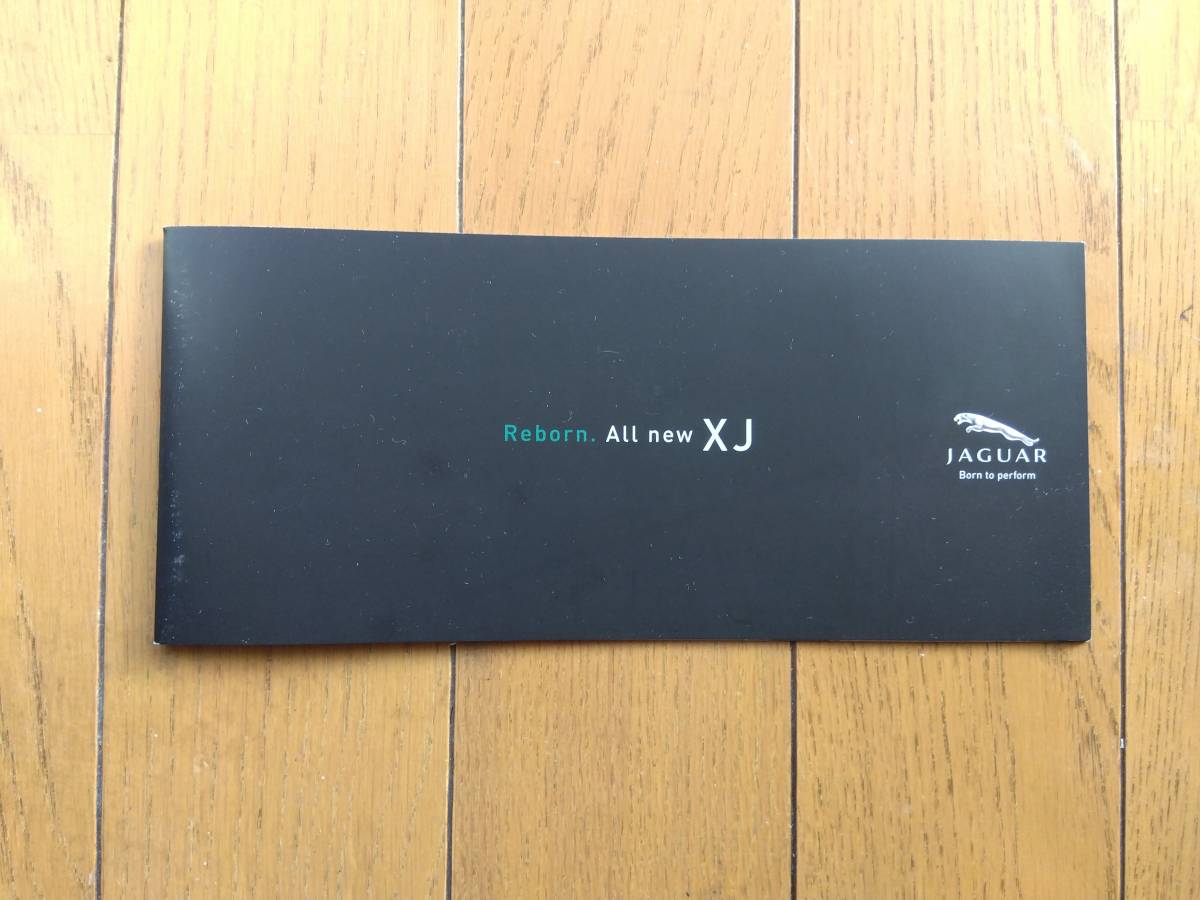 Reborn. All new XJ
JAGUAR
Born to perform